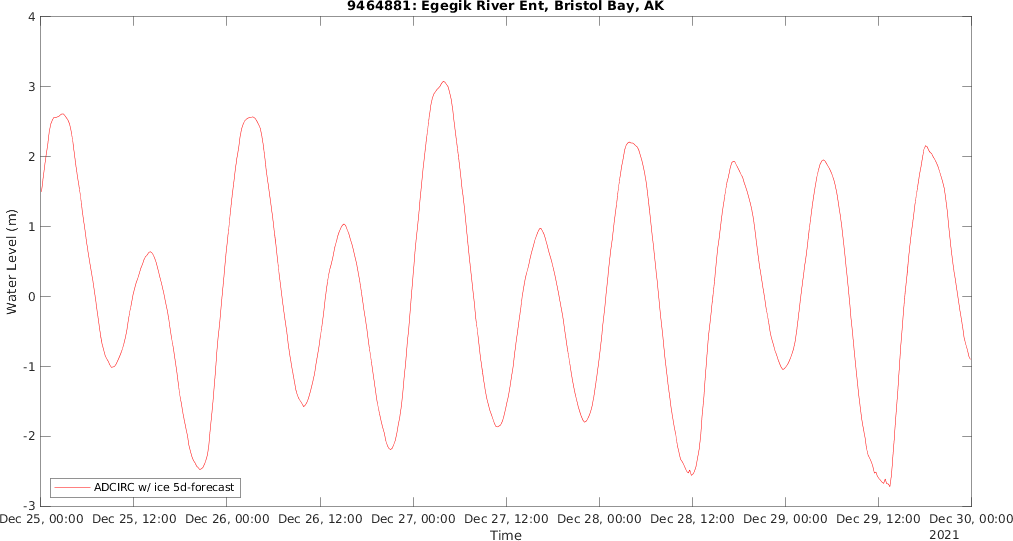 9464881: Egegik River Ent, Bristol Bay, AK
4
3
2
1
0
-1
-2
-3
Water Level (m)
ADCIRC w/ ice 5d-forecast
Dec 25, 00:00 Dec 25, 12:00 Dec 26, 00:00 Dec 26, 12:00 Dec 27, 00:00 Dec 27, 12:00 Dec 28, 00:00 Dec 28, 12:00 Dec 29, 00:00 Dec 29, 12:00 Dec 30, 00:00
Time
2021